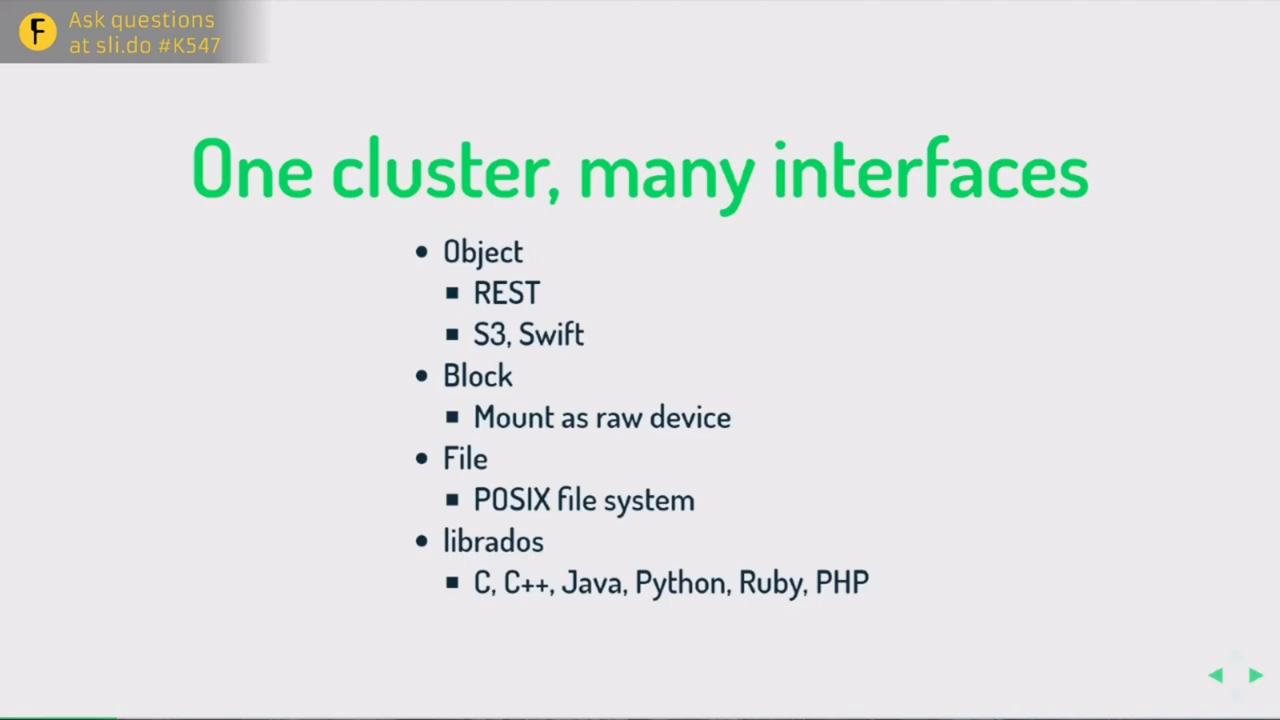 F
Ask questions
at sli.do #K547
One cluster, many interfaces
Object
REST
S3, Swift
Block
Mount as raw device
File
POSIX file system
librados
C, C++, Java, Python, Ruby, PHP